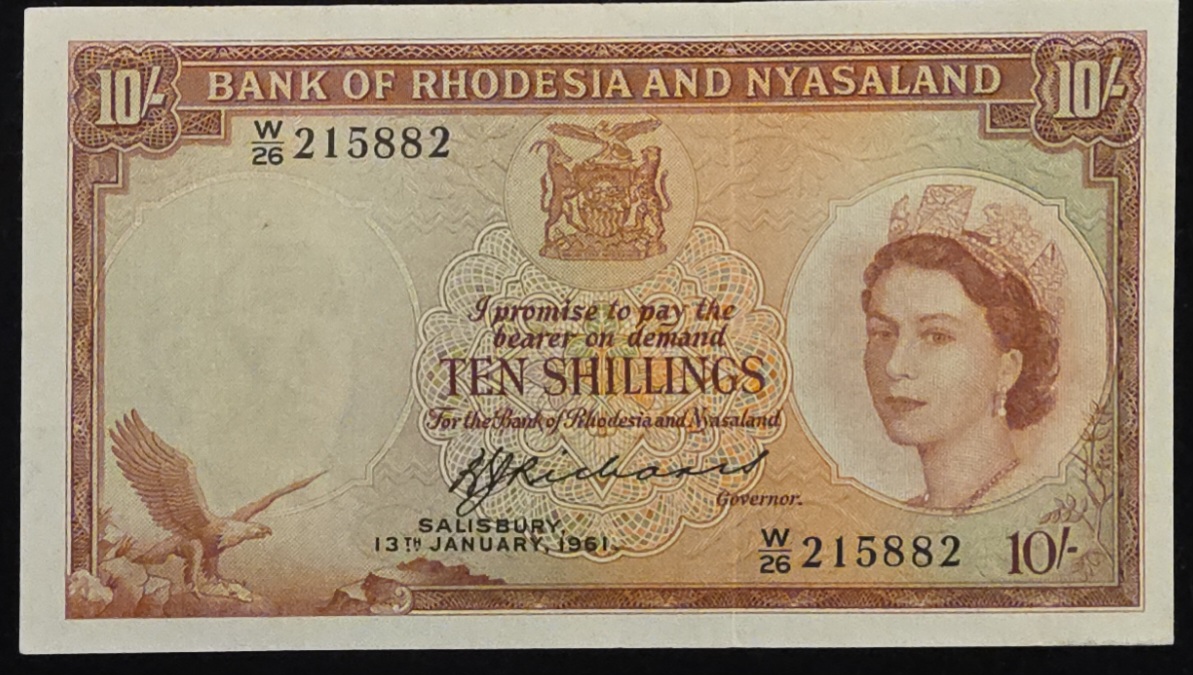 10/- BANK OF RHODESIA AND NYASALAND 10/-
W/26 215882
I promise to pay the
bearer on demand
TEN SHILLINGS
For the Bank of Rhodesia and Nyasaland
Governor.
SALISBURY,
13TH JANUARY, 1961.
W/26 215882 10/-